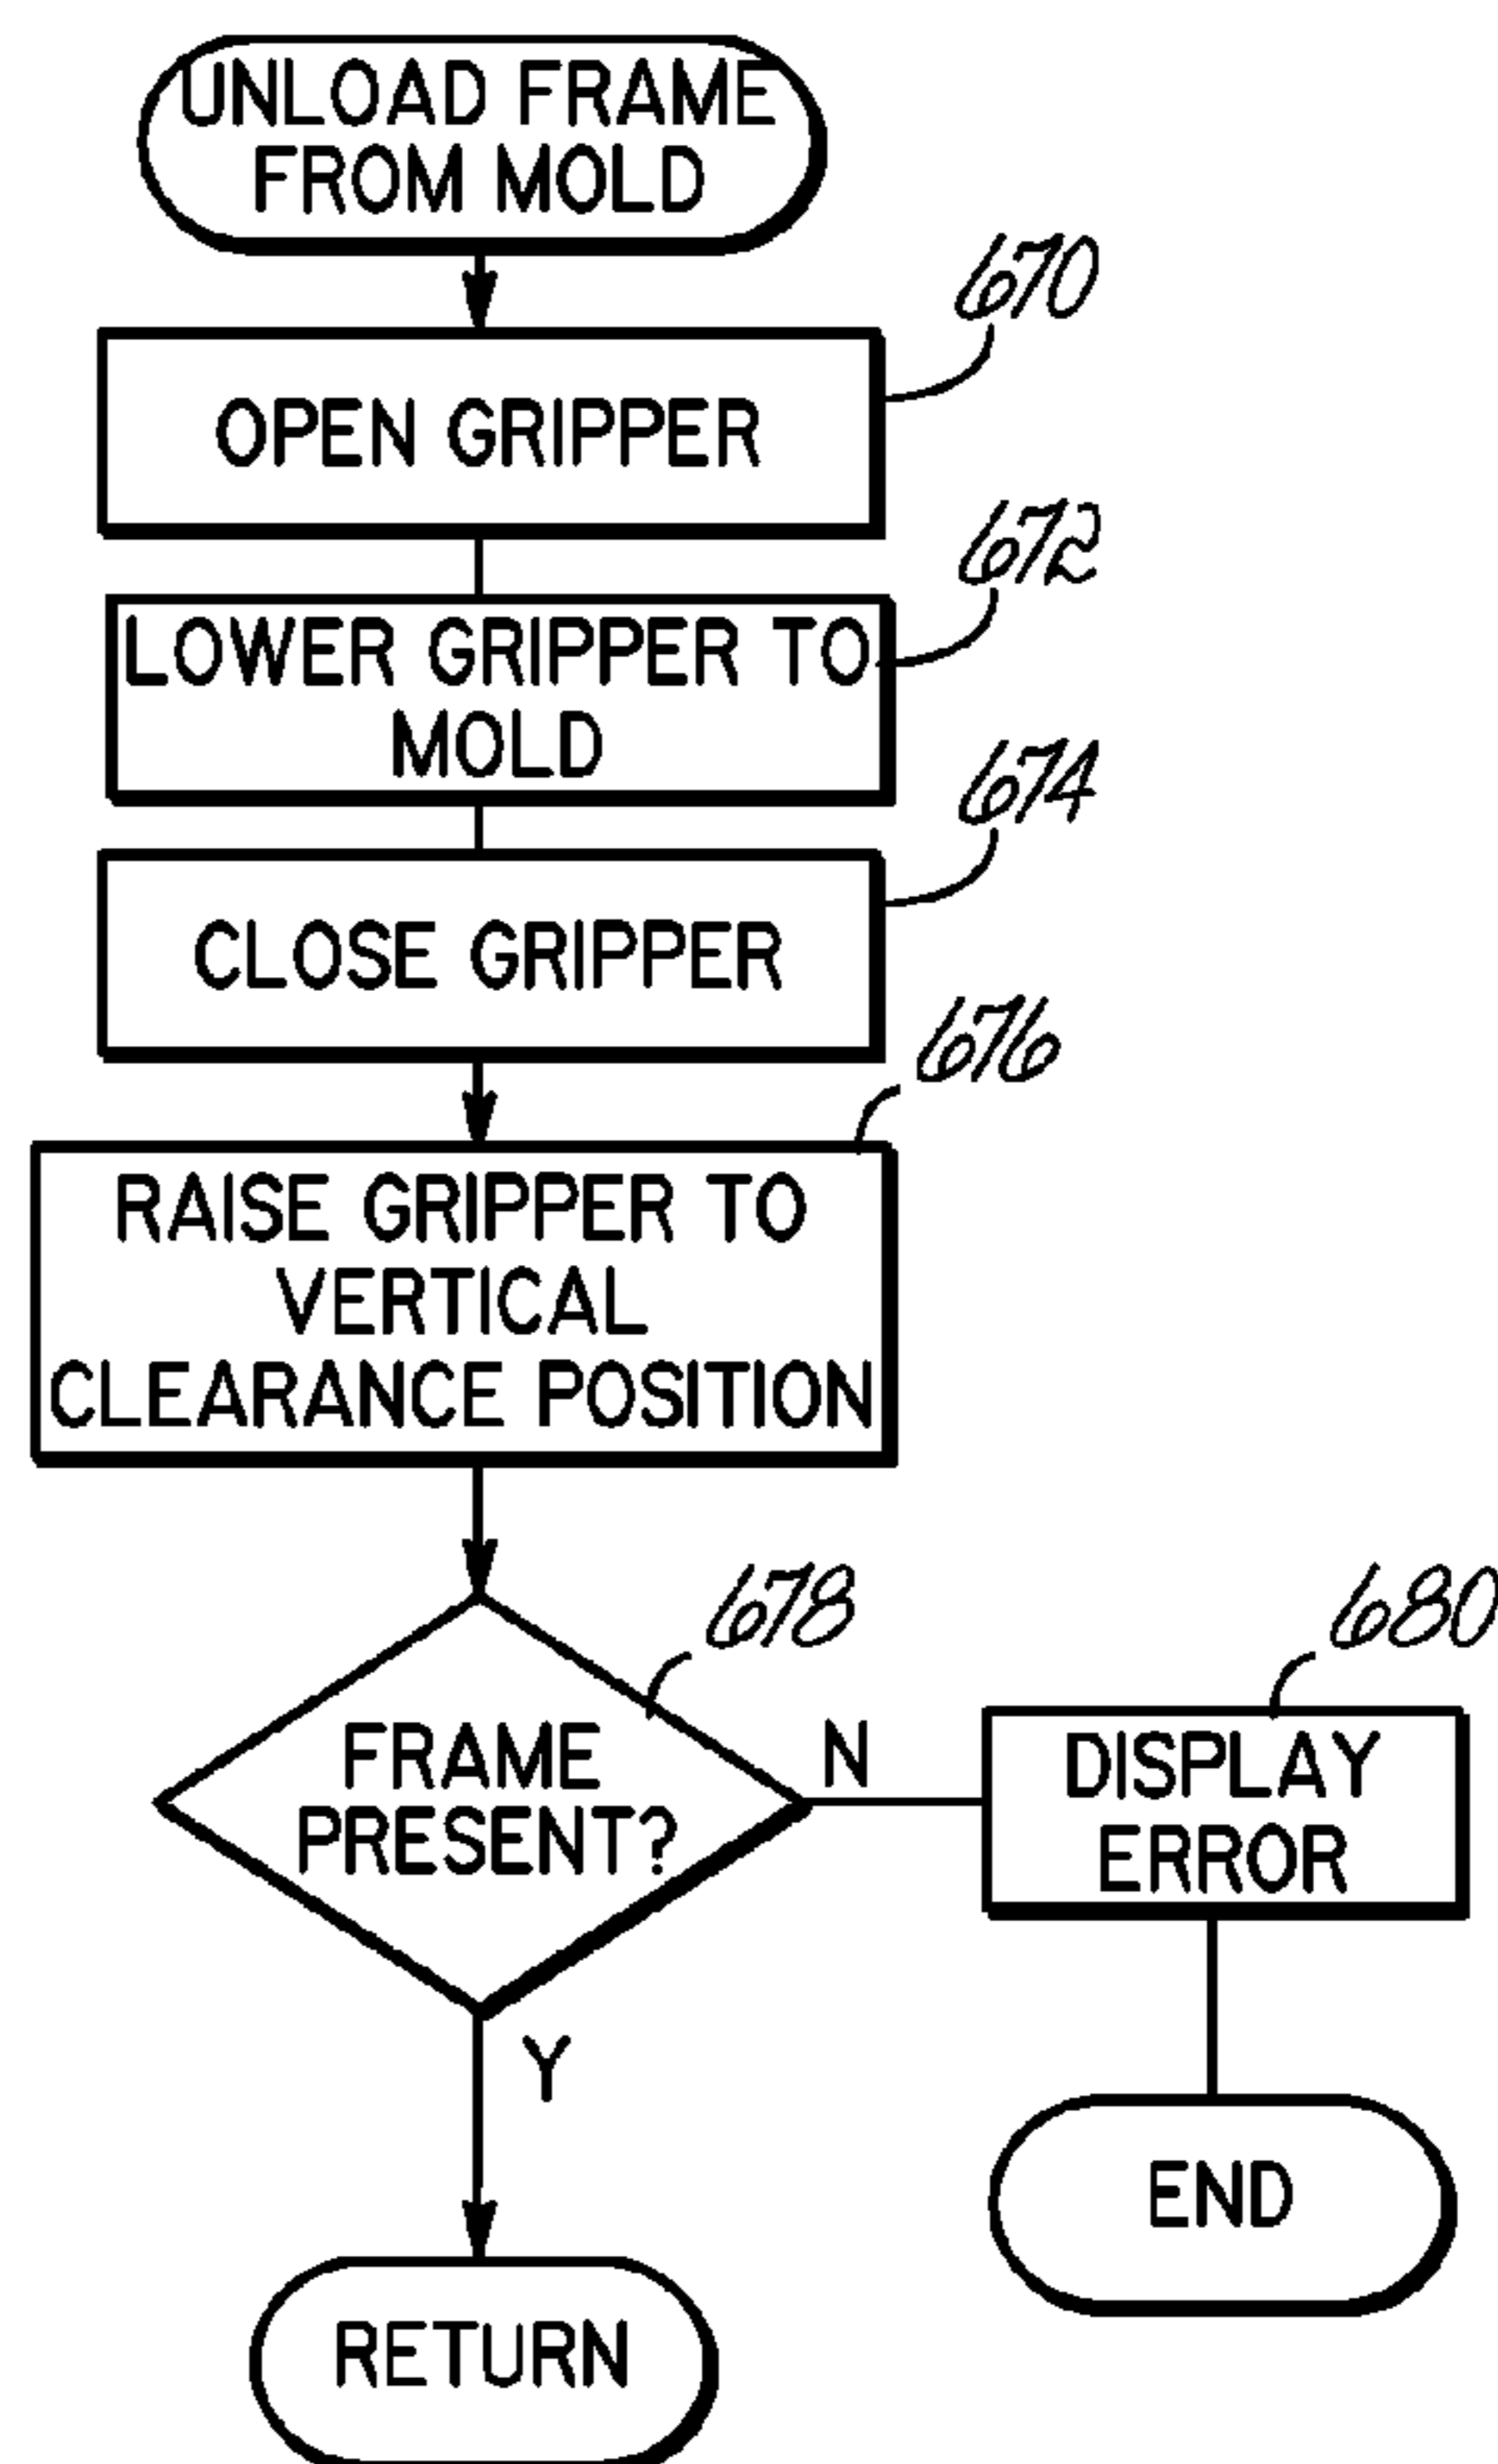 UNLOAD FRAME
FROM MOLD
670
OPEN GRIPPER
672
LOWER GRIPPER TO
MOLD
674
CLOSE GRIPPER
676
RAISE GRIPPER TO
VERTICAL
CLEARANCE POSITION
678
FRAME
PRESENT?
N
680
DISPLAY
ERROR
Y
END
RETURN